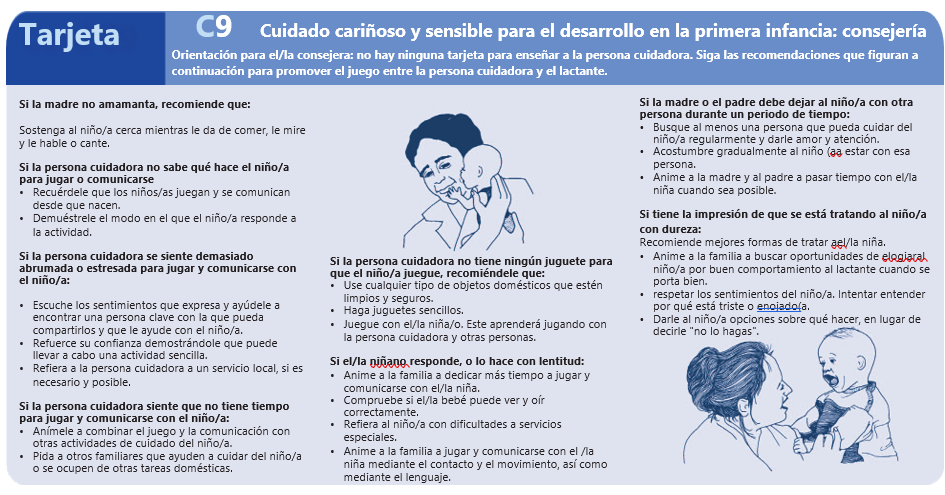 Tarjeta
C9
Cuidado cariñoso y sensible para el desarrollo en la primera infancia: consejería
Orientación para el/la consejera: no hay ninguna tarjeta para enseñar a la persona cuidadora. Siga las recomendaciones que figuran a
continuación para promover el juego entre la persona cuidadora y el lactante.
Si la madre no amamanta, recomiende que:
Sostenga al niño/a cerca mientras le da de comer, le mire
y le hable o cante.
Si la persona cuidadora no sabe qué hace el niño/a
para jugar o comunicarse
• Recuérdele que los niños/as juegan y se comunican
desde que nacen.
• Demuéstrele el modo en el que el niño/a responde a
la actividad.
Si la persona cuidadora se siente demasiado
abrumada o estresada para jugar y comunicarse con
el niño/a:
• Escuche los sentimientos que expresa y ayúdele a
encontrar una persona clave con la que pueda
compartirlos y que le ayude con el niño/a.
• Refuerce su confianza demostrándole que puede
llevar a cabo una actividad sencilla.
• Refiera a la persona cuidadora a un servicio local, si es
necesario y posible.
Si la persona cuidadora siente que no tiene tiempo
para jugar y comunicarse con el niño/a:
• Anímele a combinar el juego y la comunicación con
otras actividades de cuidado del niño/a.
• Pida a otros familiares que ayuden a cuidar del niño/a
o se ocupen de otras tareas domésticas.
Si la persona cuidadora no tiene ningún juguete para
que el niño/a juegue, recomiéndele que:
• Use cualquier tipo de objetos domésticos que estén
limpios y seguros.
• Haga juguetes sencillos.
• Juegue con el/la niña/o. Este aprenderá jugando con
la persona cuidadora y otras personas.
Si el/la niñano responde, o lo hace con lentitud:
• Anime a la familia a dedicar más tiempo a jugar y
comunicarse con el/la niña.
• Compruebe si el/la bebé puede ver y oír
correctamente.
• Refiera al niño/a con dificultades a servicios
especiales.
• Anime a la familia a jugar y comunicarse con el /la
niña mediante el contacto y el movimiento, así como
mediante el lenguaje.
Si la madre o el padre debe dejar al niño/a con otra
persona durante un periodo de tiempo:
• Busque al menos una persona que pueda cuidar del
niño/a regularmente y darle amor y atención.
• Acostumbre gradualmente al niño (aa estar con esa
persona.
• Anime a la madre y al padre a pasar tiempo con el/la
niña cuando sea posible.
Si tiene la impresión de que se está tratando al niño/a
con dureza:
Recomiende mejores formas de tratar ael/la niña.
• Anime a la familia a buscar oportunidades de elogiaral
niño/a por buen comportamiento al lactante cuando se
porta bien.
• respetar los sentimientos del niño/a. Intentar entender
por qué está triste o enojado(a.
• Darle al niño/a opciones sobre qué hacer, en lugar de
decirle "no lo hagas".